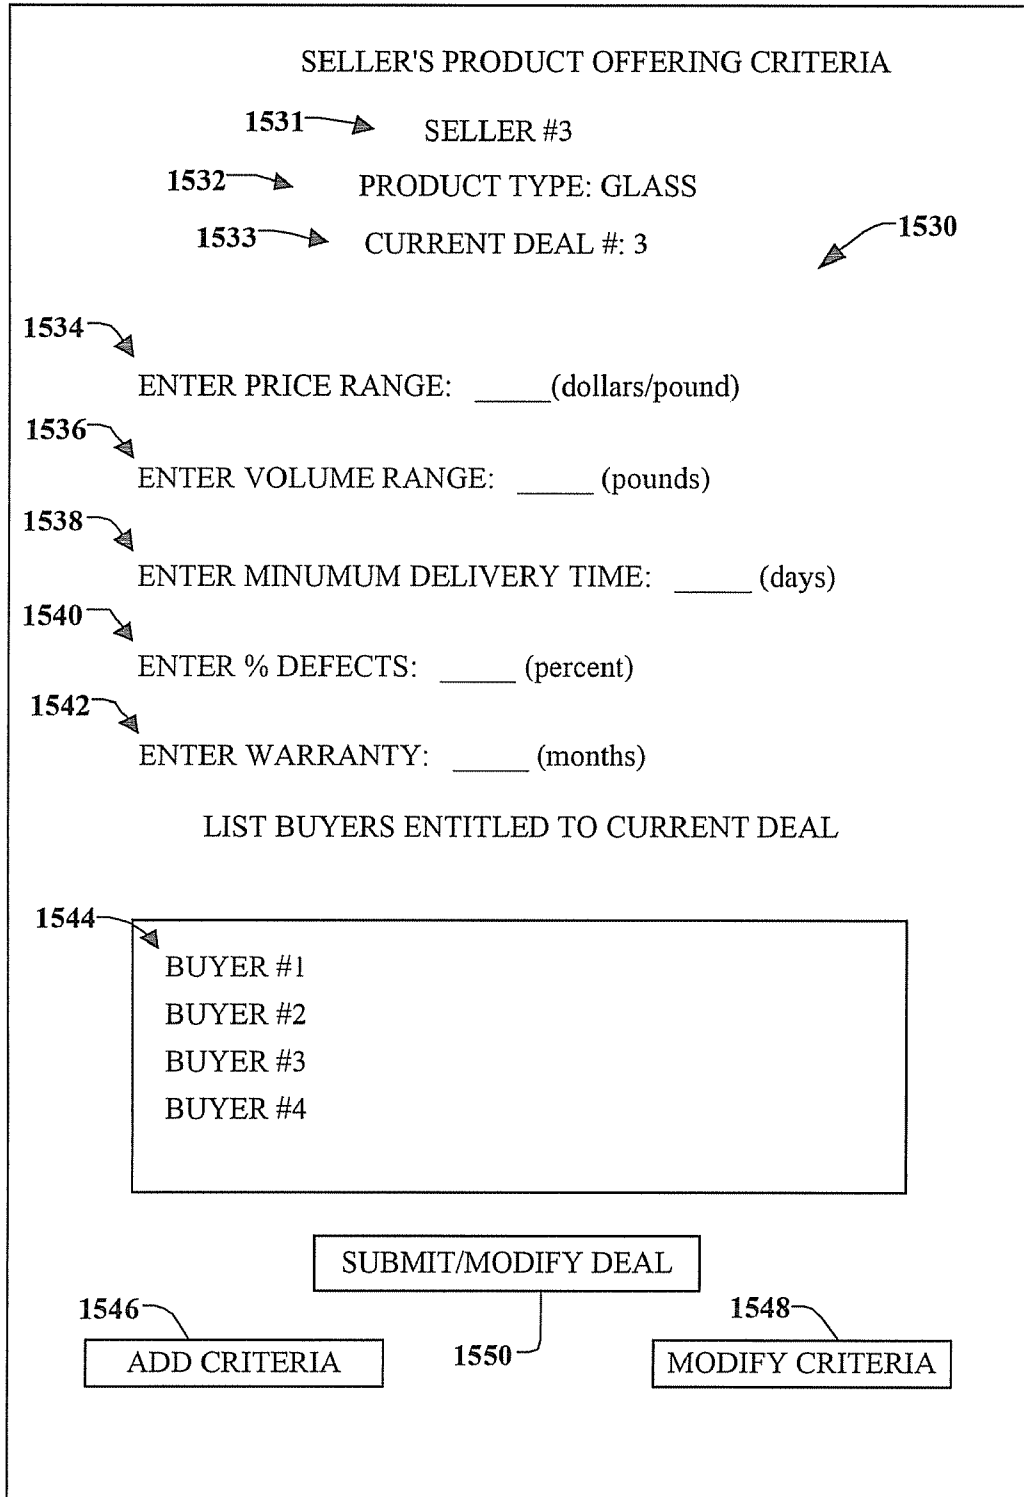 SELLER'S PRODUCT OFFERING CRITERIA
1531 SELLER #3
1532 PRODUCT TYPE: GLASS
1533 CURRENT DEAL #: 3
1530
1534
ENTER PRICE RANGE: _____(dollars/pound)
1536
ENTER VOLUME RANGE: _____ (pounds)
1538
ENTER MINUMUM DELIVERY TIME: _____ (days)
1540
ENTER % DEFECTS: _____ (percent)
1542
ENTER WARRANTY: _____ (months)
LIST BUYERS ENTITLED TO CURRENT DEAL
1544
BUYER #1
BUYER #2
BUYER #3
BUYER #4
SUBMIT/MODIFY DEAL
1546
1550
1548
ADD CRITERIA
MODIFY CRITERIA